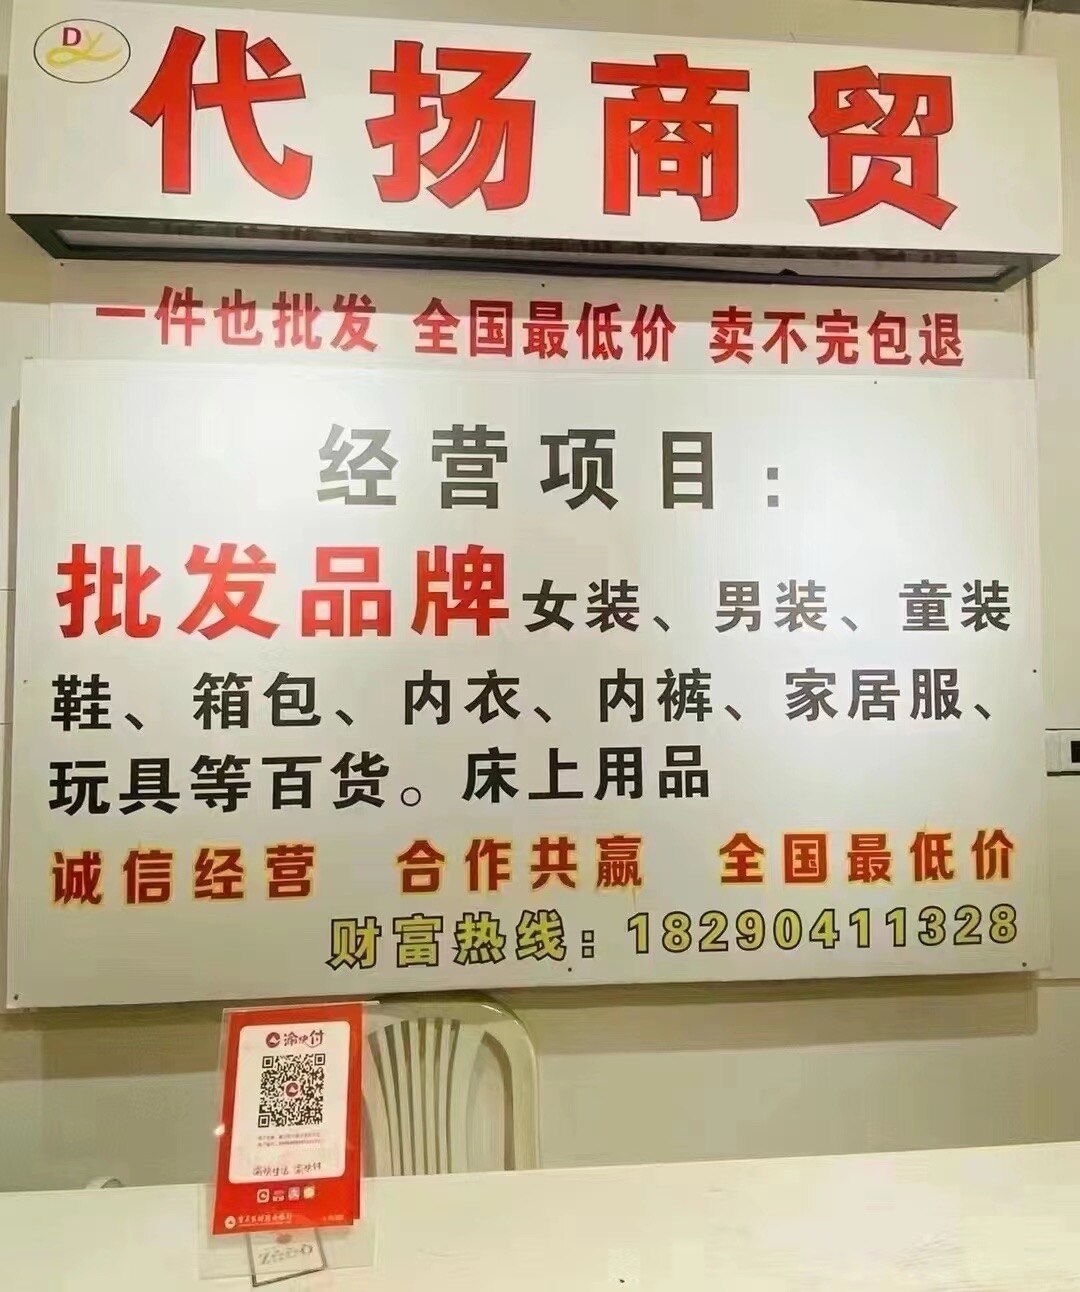 DY
代扬商贸
一件也批发 全国最低价 卖不完包退
经营项目：
批发品牌女装、男装、童装
鞋、箱包、内衣、内裤、家居服、
玩具等百货。床上用品
诚信经营 合作共赢 全国最低价
财富热线：18290411328
渝快付